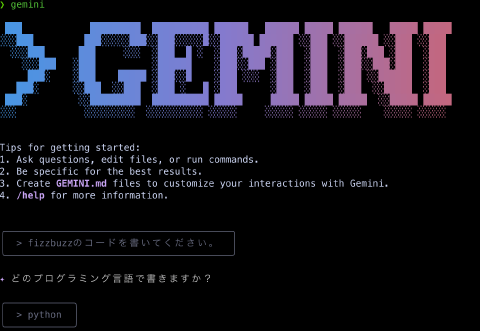 ❯ gemini
> GEMINI
Tips for getting started:
1. Ask questions, edit files, or run commands.
2. Be specific for the best results.
3. Create GEMINI.md files to customize your interactions with Gemini.
4. /help for more information.
> fizzbuzzのコードを書いてください。
✦ どのプログラミング言語で書きますか？
> python